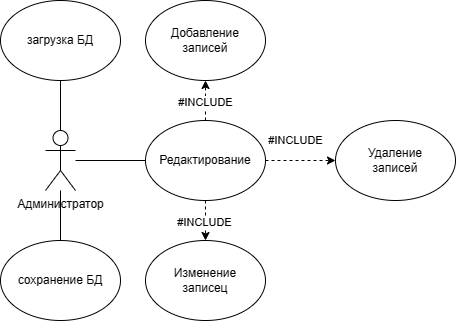 загрузка БД
Добавление
записей
#INCLUDE
Редактирование
#INCLUDE
Удаление
записей
Администратор
#INCLUDE
сохранение БД
Изменение
записец